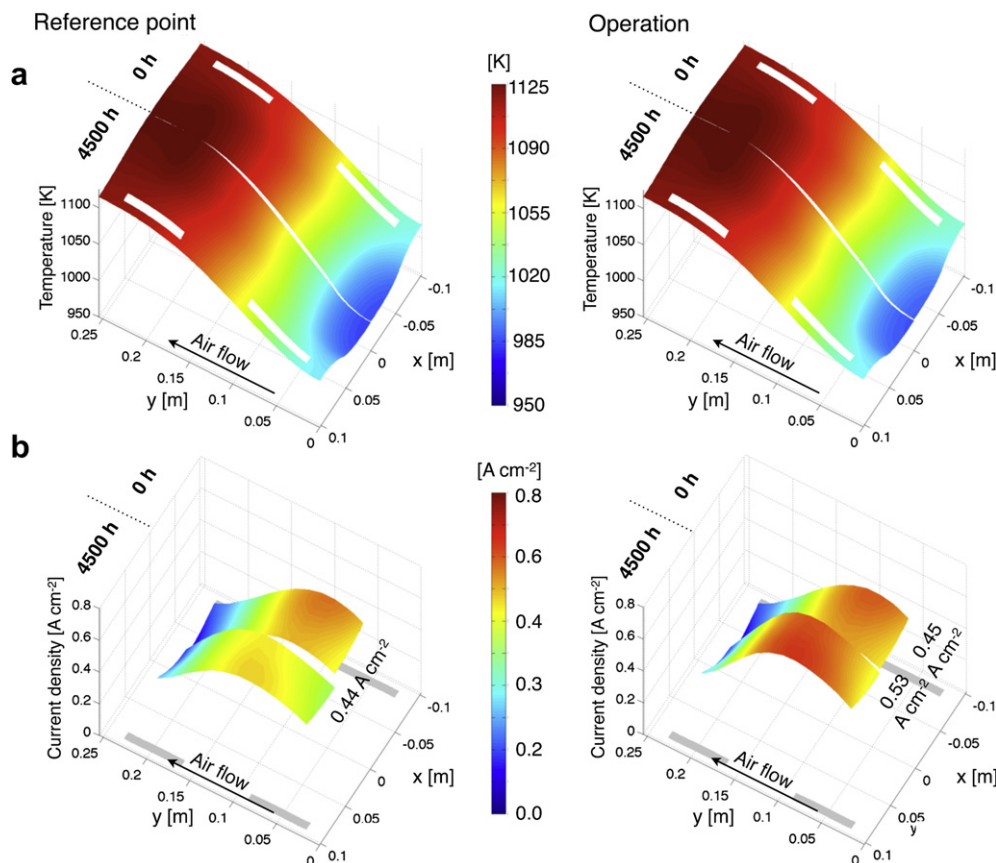 Reference point
Operation
a
0 h
4500 h
Temperature [K]
1100
1050
1000
950
0.25
0.2
0.15
0.1
0.05
0
y [m]
Air flow
0.1
0.05
0
-0.05
-0.1
x [m]
[K]
1125
1090
1055
1020
985
950
0 h
4500 h
Temperature [K]
1100
1050
1000
950
0.25
0.2
0.15
0.1
0.05
0
y [m]
Air flow
0.1
0.05
0
-0.05
-0.1
x [m]
b
0 h
4500 h
Current density [A cm-2]
0.8
0.6
0.4
0.2
0
0.25
0.2
0.15
0.1
0.05
0
y [m]
Air flow
0.44 A cm-2
0.1
0.05
0
-0.05
-0.1
x [m]
[A cm-2]
0.8
0.6
0.5
0.4
0.3
0.2
0.1
0.0
0 h
4500 h
Current density [A cm-2]
0.8
0.6
0.4
0.2
0
0.25
0.2
0.15
0.1
0.05
0
y [m]
Air flow
0.45
A cm-2
0.53
A cm-2
0.1
0.05
y
0
-0.05
-0.1
x [m]